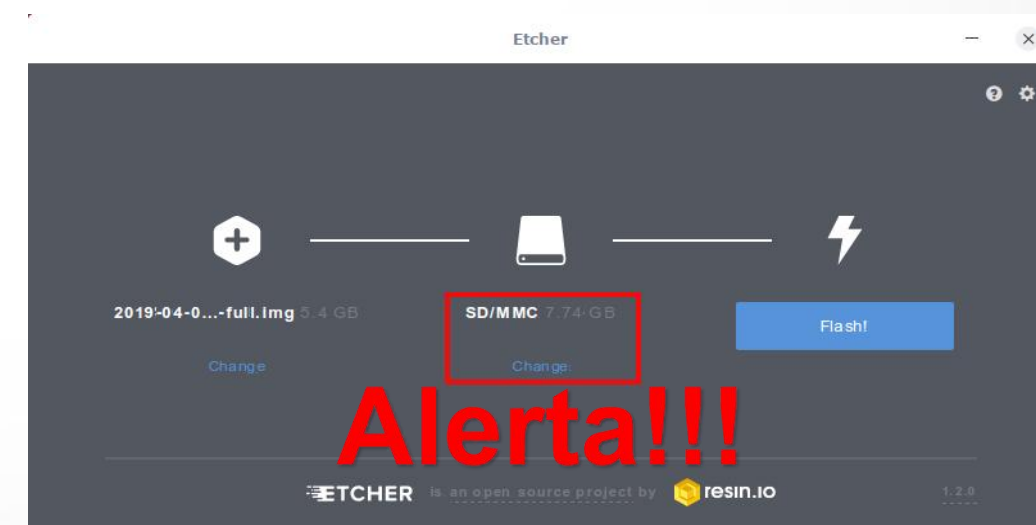 Etcher
2019-04-0...-full.img 5.4 GB
SD/MMC 7.74 GB
Flash!
Change
Change
Alerta!!!
ETCHER is an open source project by resin.io
1.2.0